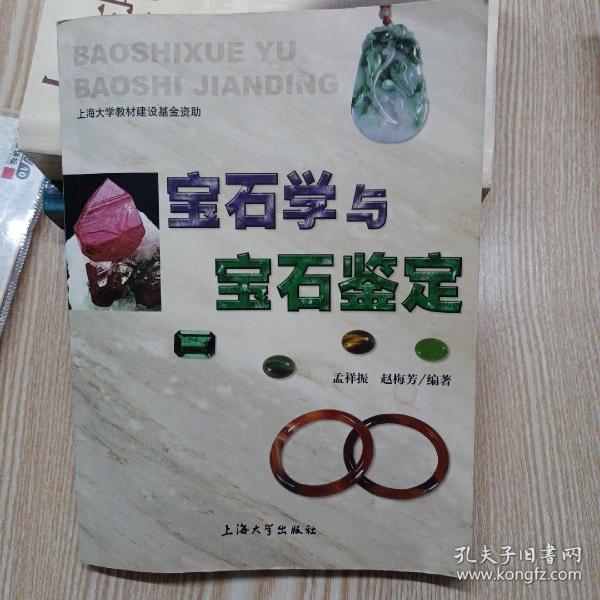 BAOSHIXUE YU
BAOSHI JIANDING
上海大学教材建设基金资助
宝石学与
宝石鉴定
孟祥振 赵梅芳/编著
上海大学出版社
孔夫子旧书网
www.kongfz.com